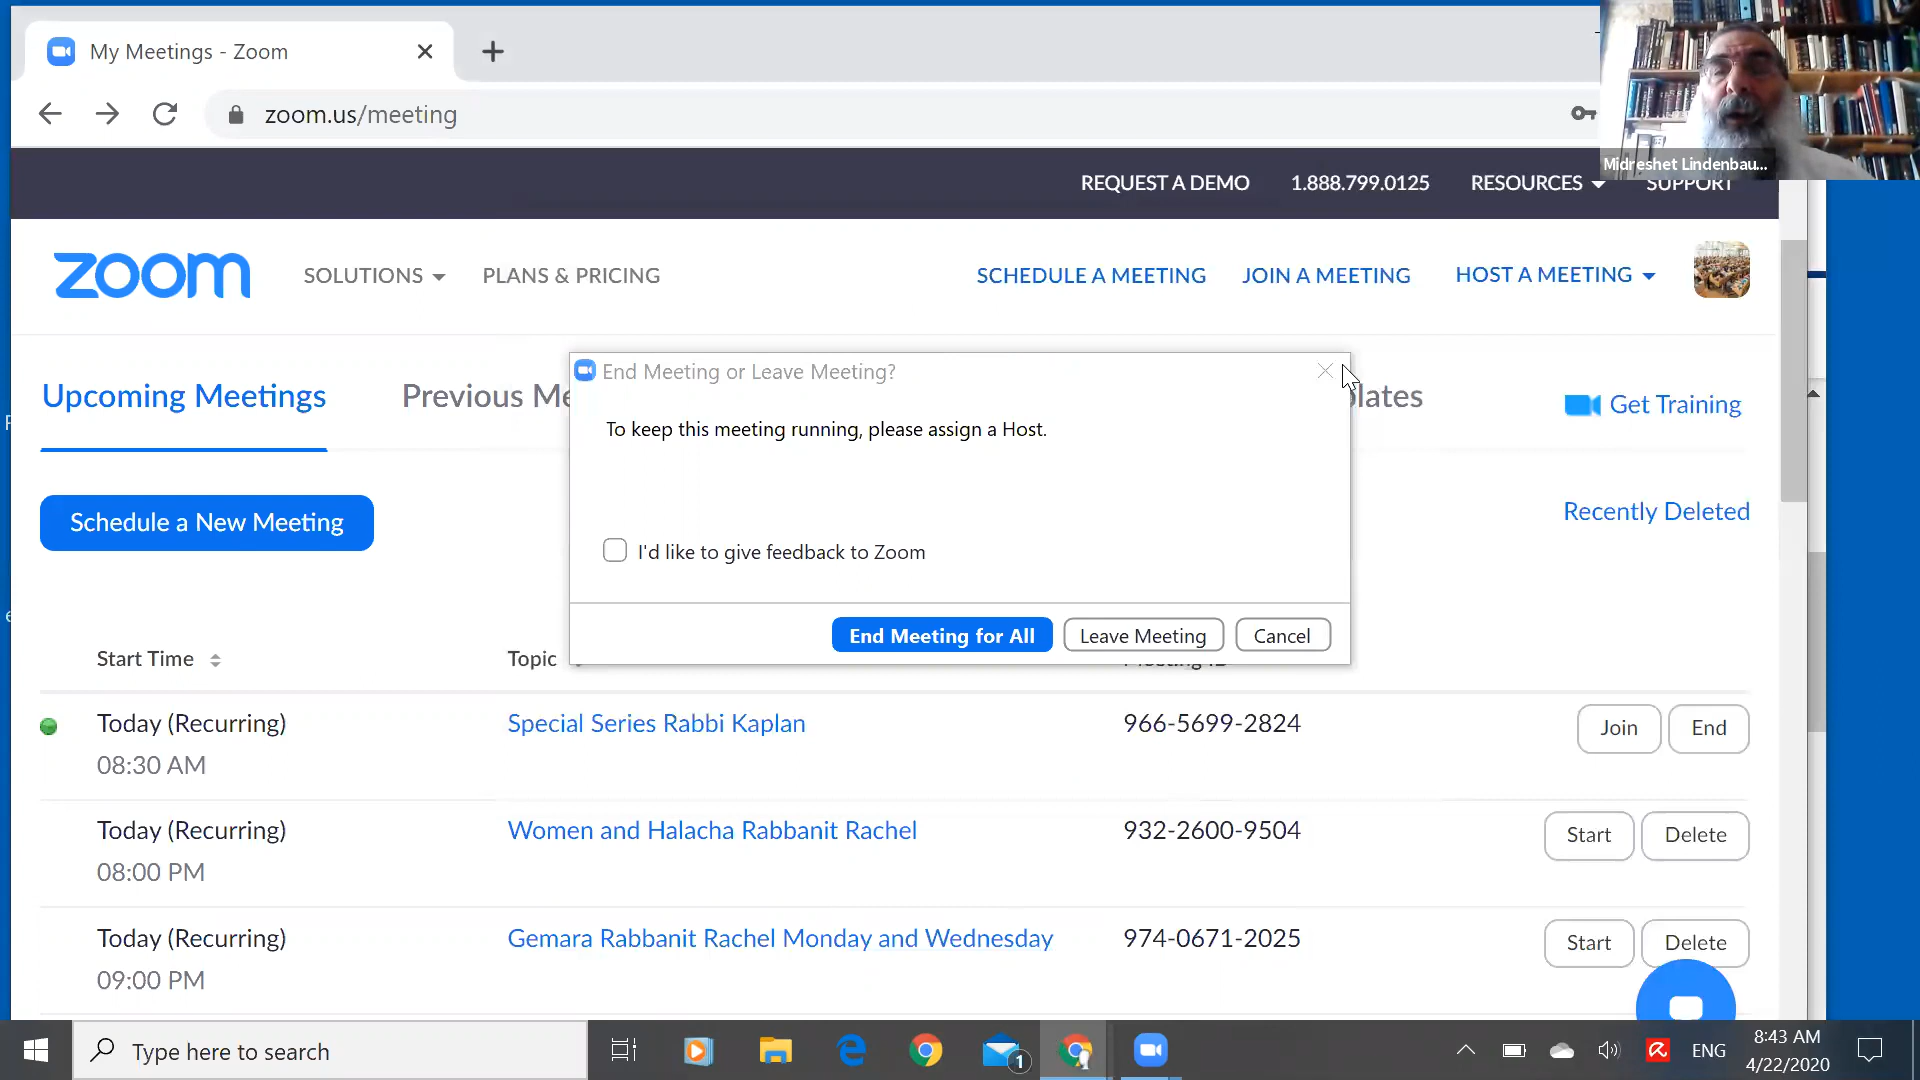 My Meetings - Zoom
zoom.us/meeting
Midreshet Lindenbau...
REQUEST A DEMO 1.888.799.0125 RESOURCES SUPPORT
zoom SOLUTIONS PLANS & PRICING SCHEDULE A MEETING JOIN A MEETING HOST A MEETING
End Meeting or Leave Meeting?
Upcoming Meetings Previous Me plates Get Training
To keep this meeting running, please assign a Host.
Schedule a New Meeting Recently Deleted
I'd like to give feedback to Zoom
End Meeting for All Leave Meeting Cancel
Start Time Topic Meeting ID
Today (Recurring) Special Series Rabbi Kaplan 966-5699-2824 Join End
08:30 AM
Today (Recurring) Women and Halacha Rabbanit Rachel 932-2600-9504 Start Delete
08:00 PM
Today (Recurring) Gemara Rabbanit Rachel Monday and Wednesday 974-0671-2025 Start Delete
09:00 PM
Type here to search 1 ENG 8:43 AM
4/22/2020